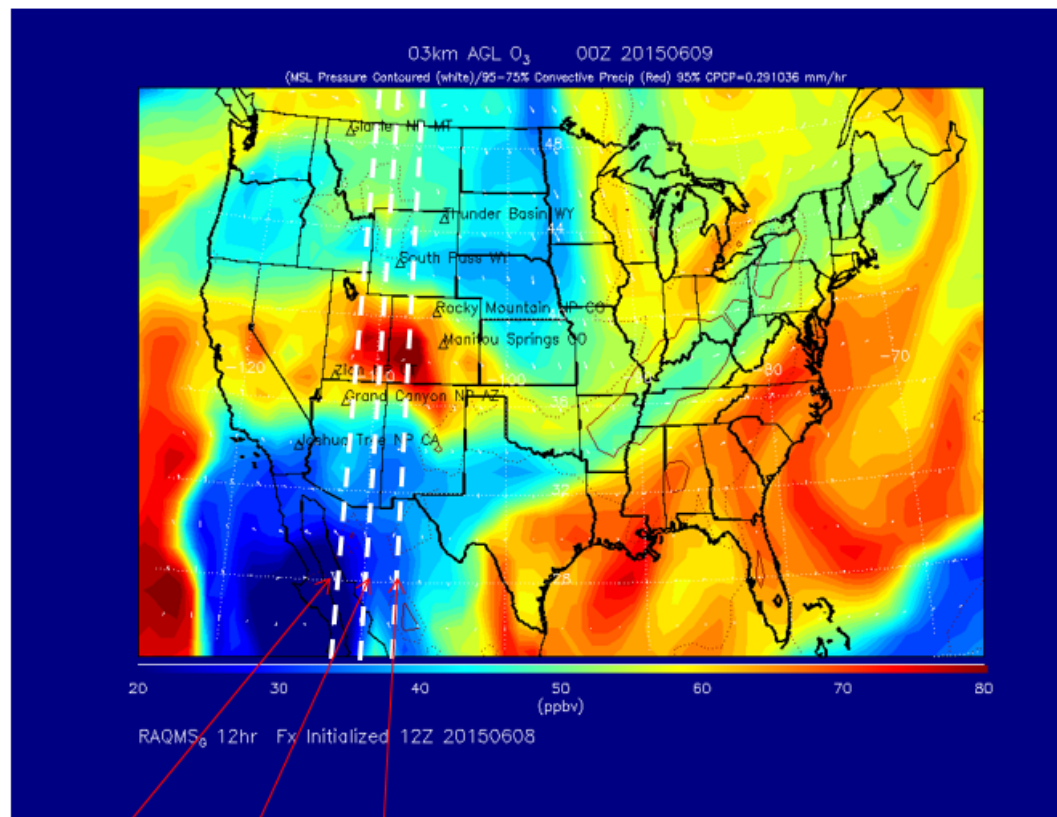 03km AGL O₃ 00Z 20150609
(MSL Pressure Contoured (white)/95-75% Convective Precip (Red) 95% CPCP=0.291036 mm/hr
Glacier NP MT
48
Thunder Basin WY
44
South Pass WY
Rocky Mountain NP CO
Manitou Springs CO
-70
-120
Zion
-110
-100
-80
Grand Canyon NP AZ
36
Joshua Tree NP CA
32
28
20 30 40 50 60 70 80
(ppbv)
RAQMS_G 12hr Fx Initialized 12Z 20150608